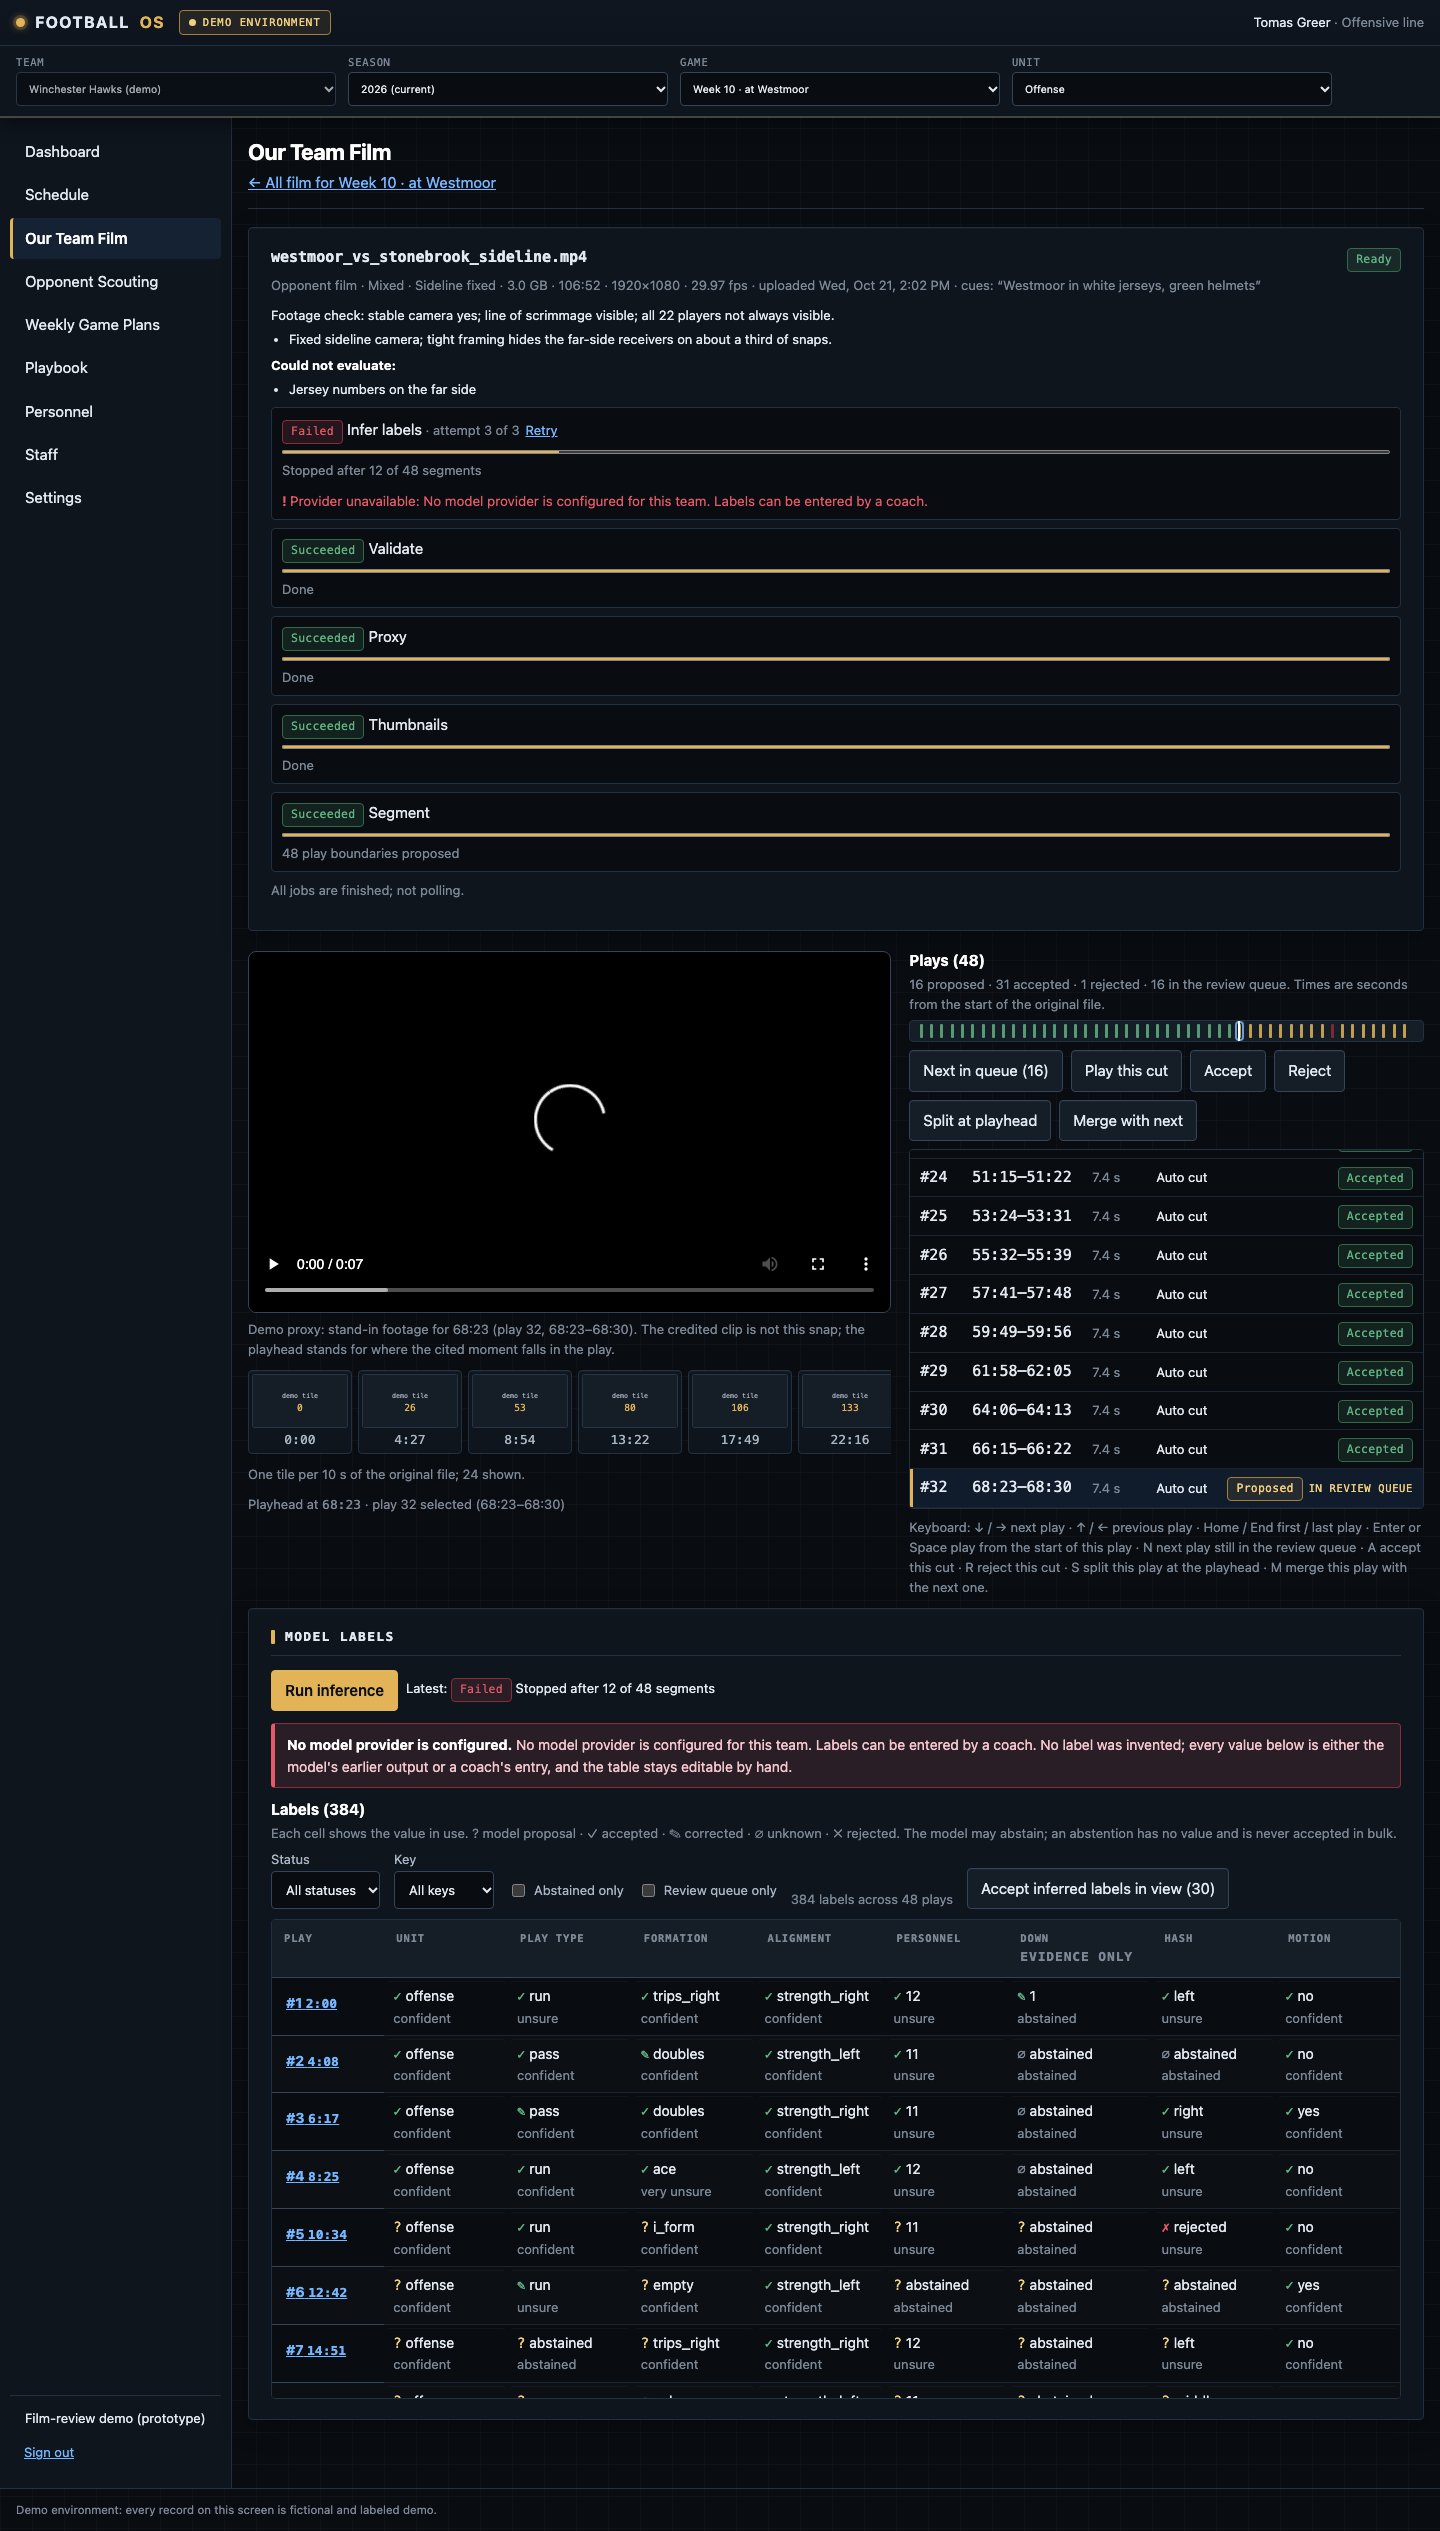 FOOTBALL OS
DEMO ENVIRONMENT
Tomas Greer · Offensive line
TEAM
SEASON
GAME
UNIT
Winchester Hawks (demo)
2026 (current)
Week 10 · at Westmoor
Offense
Dashboard
Schedule
Our Team Film
Opponent Scouting
Weekly Game Plans
Playbook
Personnel
Staff
Settings
Film-review demo (prototype)
Sign out
Our Team Film
← All film for Week 10 · at Westmoor
westmoor_vs_stonebrook_sideline.mp4
Ready
Opponent film · Mixed · Sideline fixed · 3.0 GB · 106:52 · 1920×1080 · 29.97 fps · uploaded Wed, Oct 21, 2:02 PM · cues: “Westmoor in white jerseys, green helmets”
Footage check: stable camera yes; line of scrimmage visible; all 22 players not always visible.
• Fixed sideline camera; tight framing hides the far-side receivers on about a third of snaps.
Could not evaluate:
• Jersey numbers on the far side
Failed Infer labels · attempt 3 of 3 Retry
Stopped after 12 of 48 segments
! Provider unavailable: No model provider is configured for this team. Labels can be entered by a coach.
Succeeded Validate
Done
Succeeded Proxy
Done
Succeeded Thumbnails
Done
Succeeded Segment
48 play boundaries proposed
All jobs are finished; not polling.
0:00 / 0:07
Demo proxy: stand-in footage for 68:23 (play 32, 68:23–68:30). The credited clip is not this snap; the
playhead stands for where the cited moment falls in the play.
demo tile 0 0:00
demo tile 26 4:27
demo tile 53 8:54
demo tile 80 13:22
demo tile 106 17:49
demo tile 133 22:16
One tile per 10 s of the original file; 24 shown.
Playhead at 68:23 · play 32 selected (68:23–68:30)
Plays (48)
16 proposed · 31 accepted · 1 rejected · 16 in the review queue. Times are seconds
from the start of the original file.
Next in queue (16)
Play this cut
Accept
Reject
Split at playhead
Merge with next
#24 51:15–51:22 7.4 s Auto cut Accepted
#25 53:24–53:31 7.4 s Auto cut Accepted
#26 55:32–55:39 7.4 s Auto cut Accepted
#27 57:41–57:48 7.4 s Auto cut Accepted
#28 59:49–59:56 7.4 s Auto cut Accepted
#29 61:58–62:05 7.4 s Auto cut Accepted
#30 64:06–64:13 7.4 s Auto cut Accepted
#31 66:15–66:22 7.4 s Auto cut Accepted
#32 68:23–68:30 7.4 s Auto cut Proposed IN REVIEW QUEUE
Keyboard: ↓ / → next play · ↑ / ← previous play · Home / End first / last play · Enter or
Space play from the start of this play · N next play still in the review queue · A accept
this cut · R reject this cut · S split this play at the playhead · M merge this play with
the next one.
MODEL LABELS
Run inference
Latest: Failed Stopped after 12 of 48 segments
No model provider is configured. No model provider is configured for this team. Labels can be entered by a coach. No label was invented; every value below is either the
model's earlier output or a coach's entry, and the table stays editable by hand.
Labels (384)
Each cell shows the value in use. ? model proposal · ✓ accepted · ✎ corrected · ∅ unknown · ✕ rejected. The model may abstain; an abstention has no value and is never accepted in bulk.
Status
Key
All statuses
All keys
Abstained only
Review queue only
384 labels across 48 plays
Accept inferred labels in view (30)
PLAY UNIT PLAY TYPE FORMATION ALIGNMENT PERSONNEL DOWN HASH MOTION
EVIDENCE ONLY
#1 2:00 ✓ offense ✓ run ✓ trips_right ✓ strength_right ✓ 12 ✎ 1 ✓ left ✓ no
confident unsure confident confident unsure abstained unsure confident
#2 4:08 ✓ offense ✓ pass ✎ doubles ✓ strength_left ✓ 11 ∅ abstained ∅ abstained ✓ no
confident confident confident confident unsure abstained abstained confident
#3 6:17 ✓ offense ✎ pass ✓ doubles ✓ strength_right ✓ 11 ∅ abstained ✓ right ✓ yes
confident confident confident confident unsure abstained unsure confident
#4 8:25 ✓ offense ✓ run ✓ ace ✓ strength_left ✓ 12 ∅ abstained ✓ left ✓ no
confident confident very unsure confident unsure abstained unsure confident
#5 10:34 ? offense ✓ run ? i_form ✓ strength_right ? 11 ? abstained ✗ rejected ✓ no
confident confident confident confident unsure abstained unsure confident
#6 12:42 ? offense ✎ run ? empty ✓ strength_left ? abstained ? abstained ? abstained ✓ yes
confident unsure confident confident abstained abstained abstained confident
#7 14:51 ? offense ? abstained ? trips_right ✓ strength_right ? 12 ? abstained ? left ✓ no
confident abstained confident confident unsure abstained unsure confident
Demo environment: every record on this screen is fictional and labeled demo.